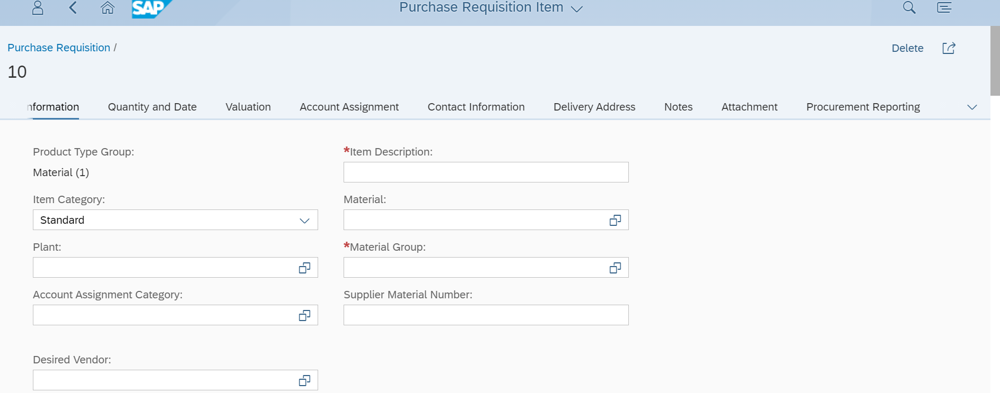 SAP
Purchase Requisition Item
Purchase Requisition /
Delete
10
nformation Quantity and Date Valuation Account Assignment Contact Information Delivery Address Notes Attachment Procurement Reporting
Product Type Group:
Material (1)
*Item Description:
Item Category:
Standard
Material:
Plant:
*Material Group:
Account Assignment Category:
Supplier Material Number:
Desired Vendor: